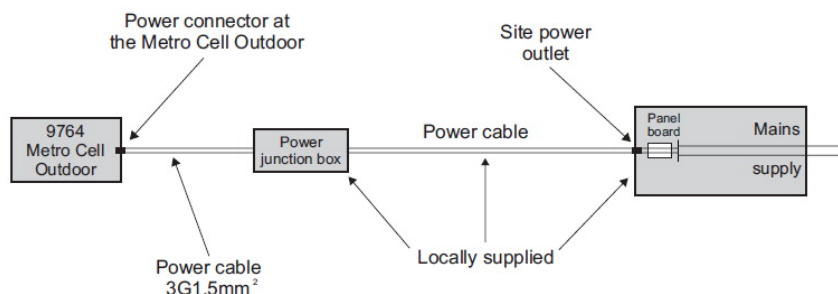 Power connector at
the Metro Cell Outdoor
Site power
outlet
9764
Metro Cell
Outdoor
Power
junction box
Power cable
Panel
board
Mains
supply
Locally supplied
Power cable
3G1.5mm²